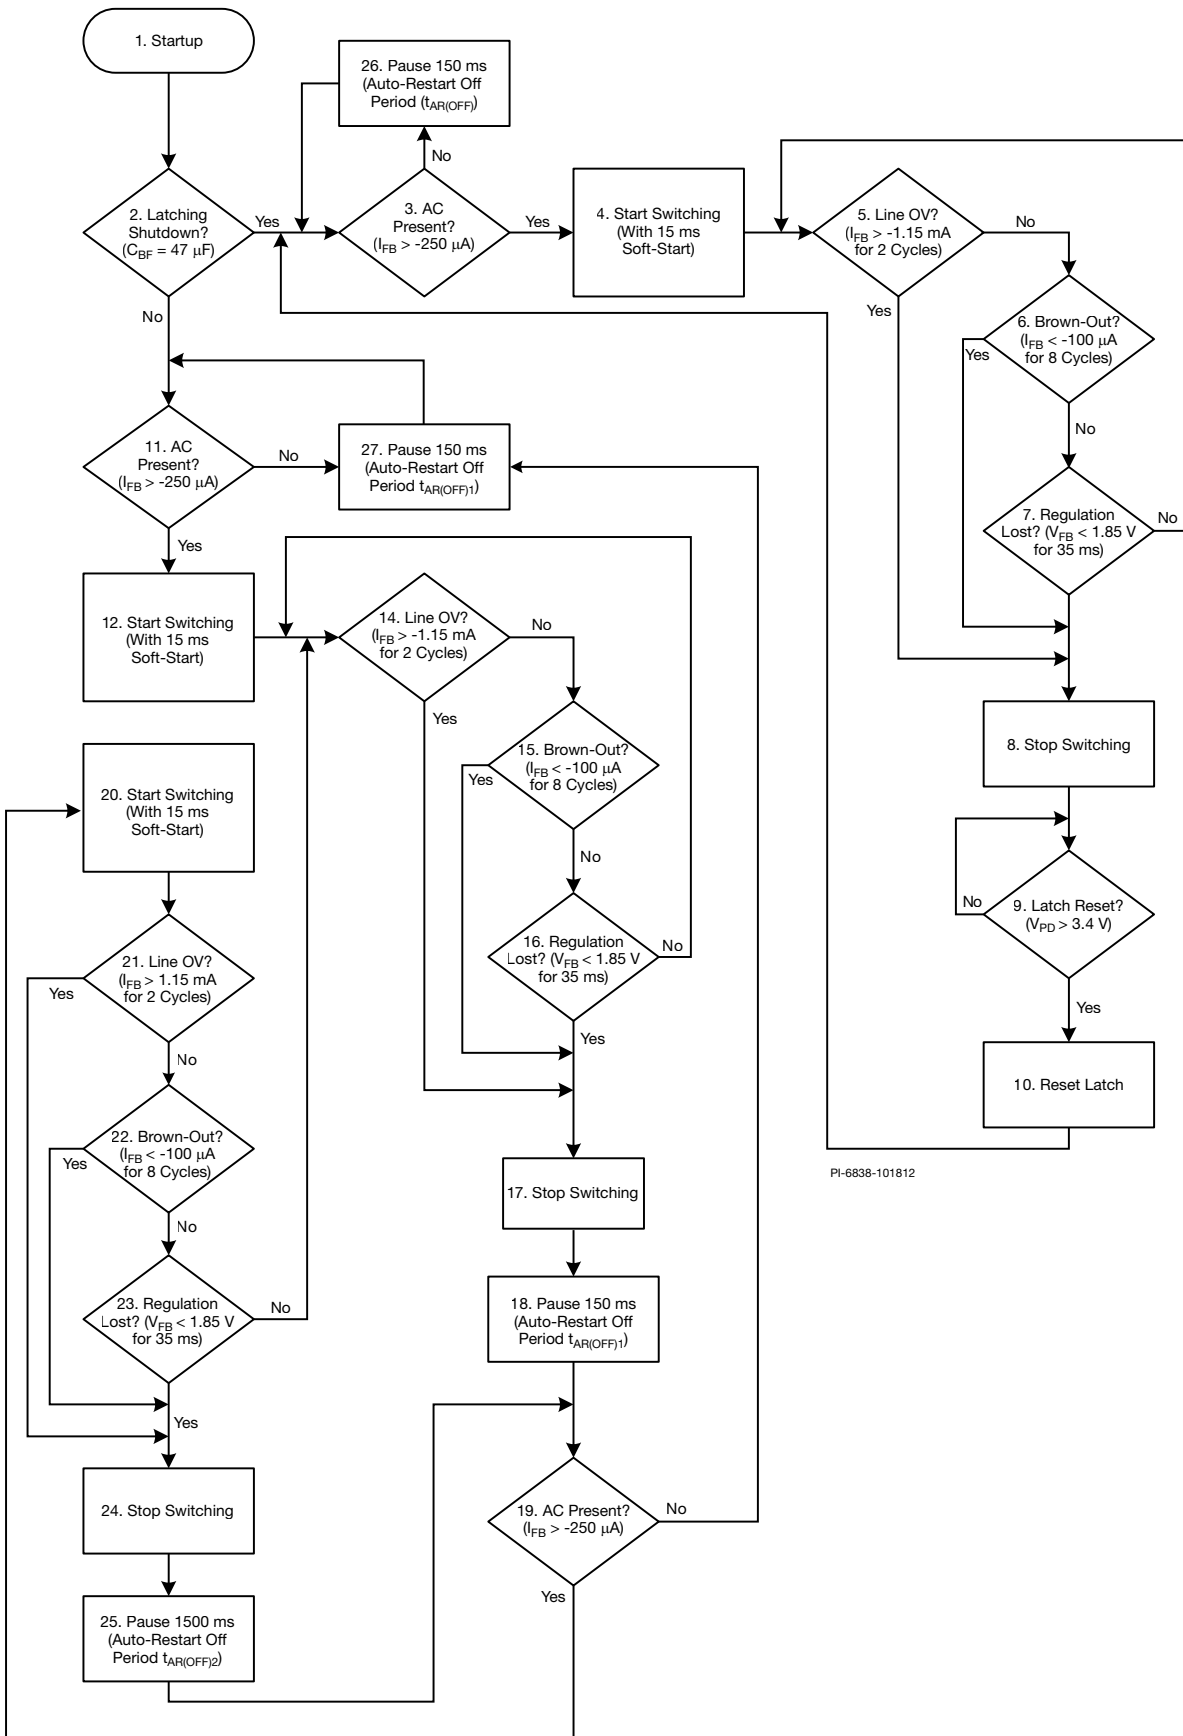 1. Startup
26. Pause 150 ms
(Auto-Restart Off
Period (tAR(OFF))
No
2. Latching
Shutdown?
(CBF = 47 μF)
Yes
No
3. AC
Present?
(IFB > -250 μA)
Yes
4. Start Switching
(With 15 ms
Soft-Start)
5. Line OV?
(IFB > -1.15 mA
for 2 Cycles)
No
Yes
6. Brown-Out?
(IFB < -100 μA
for 8 Cycles)
Yes
No
7. Regulation
Lost? (VFB < 1.85 V
for 35 ms)
No
8. Stop Switching
9. Latch Reset?
(VPD > 3.4 V)
No
Yes
10. Reset Latch
11. AC
Present?
(IFB > -250 μA)
No
Yes
27. Pause 150 ms
(Auto-Restart Off
Period tAR(OFF)1)
12. Start Switching
(With 15 ms
Soft-Start)
14. Line OV?
(IFB > -1.15 mA
for 2 Cycles)
No
Yes
15. Brown-Out?
(IFB < -100 μA
for 8 Cycles)
Yes
No
16. Regulation
Lost? (VFB < 1.85 V
for 35 ms)
No
Yes
17. Stop Switching
18. Pause 150 ms
(Auto-Restart Off
Period tAR(OFF)1)
19. AC Present?
(IFB > -250 μA)
No
Yes
20. Start Switching
(With 15 ms
Soft-Start)
21. Line OV?
(IFB > 1.15 mA
for 2 Cycles)
Yes
No
22. Brown-Out?
(IFB < -100 μA
for 8 Cycles)
Yes
No
23. Regulation
Lost? (VFB < 1.85 V
for 35 ms)
No
Yes
24. Stop Switching
25. Pause 1500 ms
(Auto-Restart Off
Period tAR(OFF)2)
PI-6838-101812